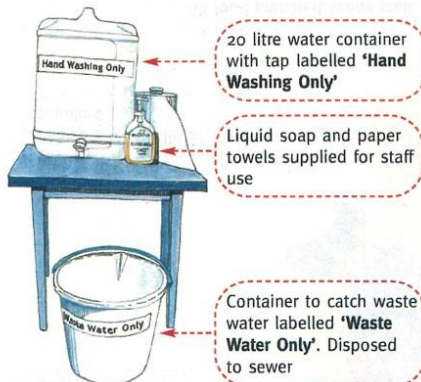 Hand Washing Only
20 litre water container
with tap labelled 'Hand
Washing Only'
Liquid soap and paper
towels supplied for staff
use
Waste Water Only
Container to catch waste
water labelled 'Waste
Water Only'. Disposed
to sewer